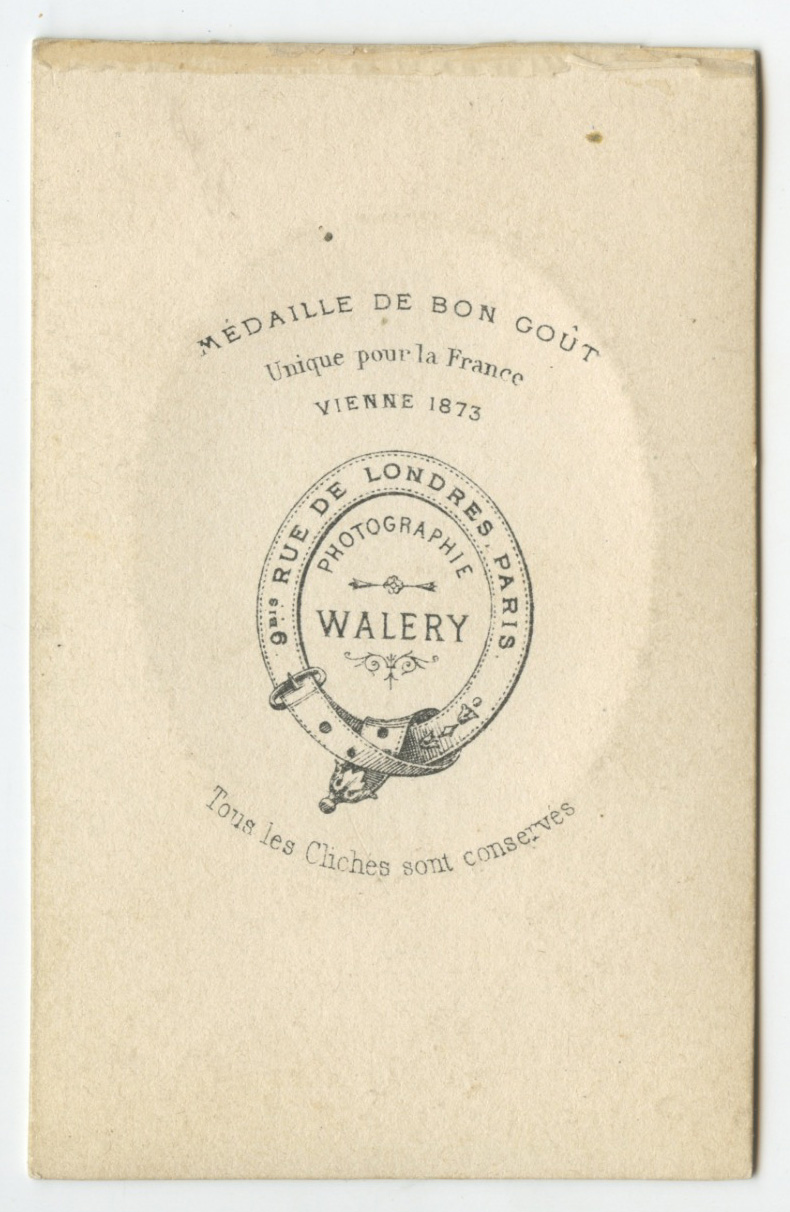 MÉDAILLE DE BON GOÛT
Unique pour la France
VIENNE 1873
9BIS RUE DE LONDRES, PARIS
PHOTOGRAPHIE
WALERY
Tous les Clichés sont conservés